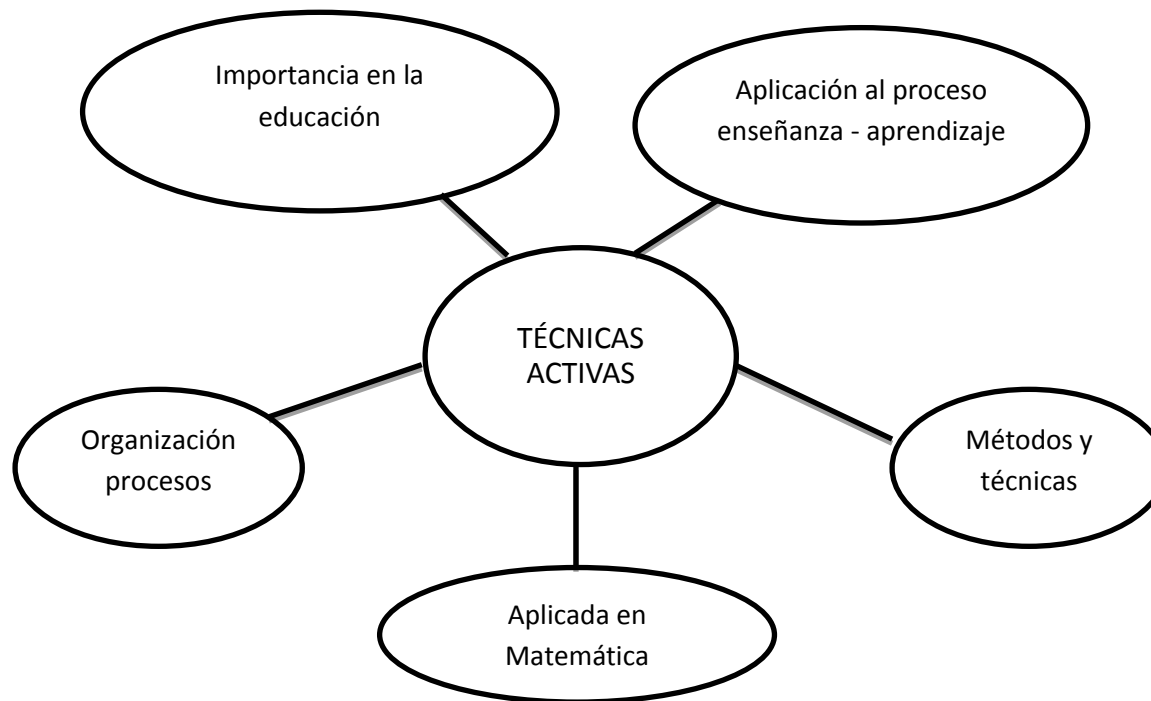 Importancia en la
educación
Aplicación al proceso
enseñanza - aprendizaje
TÉCNICAS
ACTIVAS
Organización
procesos
Métodos y
técnicas
Aplicada en
Matemática